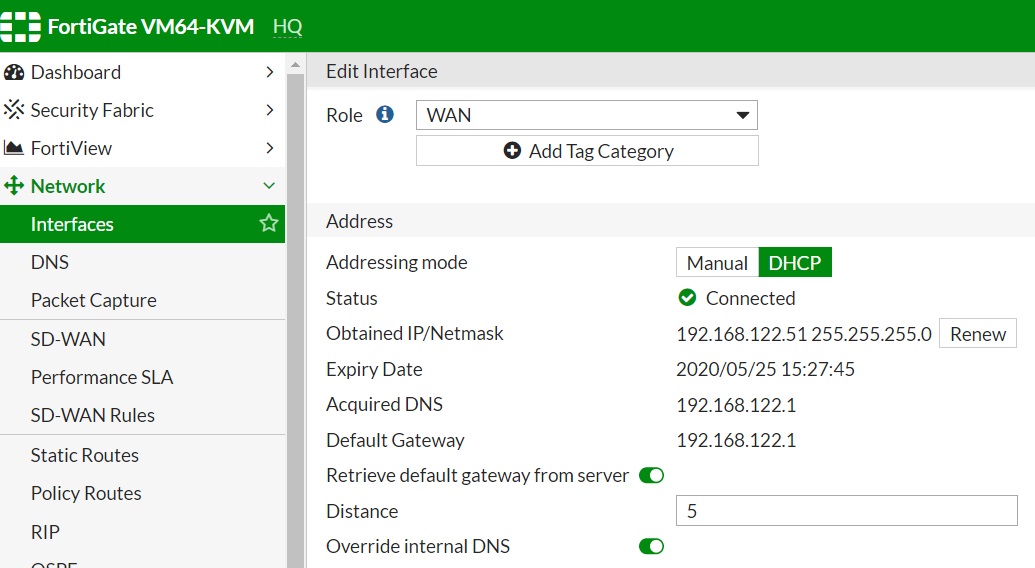 FortiGate VM64-KVM HQ
Dashboard
Security Fabric
FortiView
Network
Interfaces
DNS
Packet Capture
SD-WAN
Performance SLA
SD-WAN Rules
Static Routes
Policy Routes
RIP
OSPF
Edit Interface
Role WAN
Add Tag Category
Address
Addressing mode Manual DHCP
Status Connected
Obtained IP/Netmask 192.168.122.51 255.255.255.0 Renew
Expiry Date 2020/05/25 15:27:45
Acquired DNS 192.168.122.1
Default Gateway 192.168.122.1
Retrieve default gateway from server
Distance 5
Override internal DNS